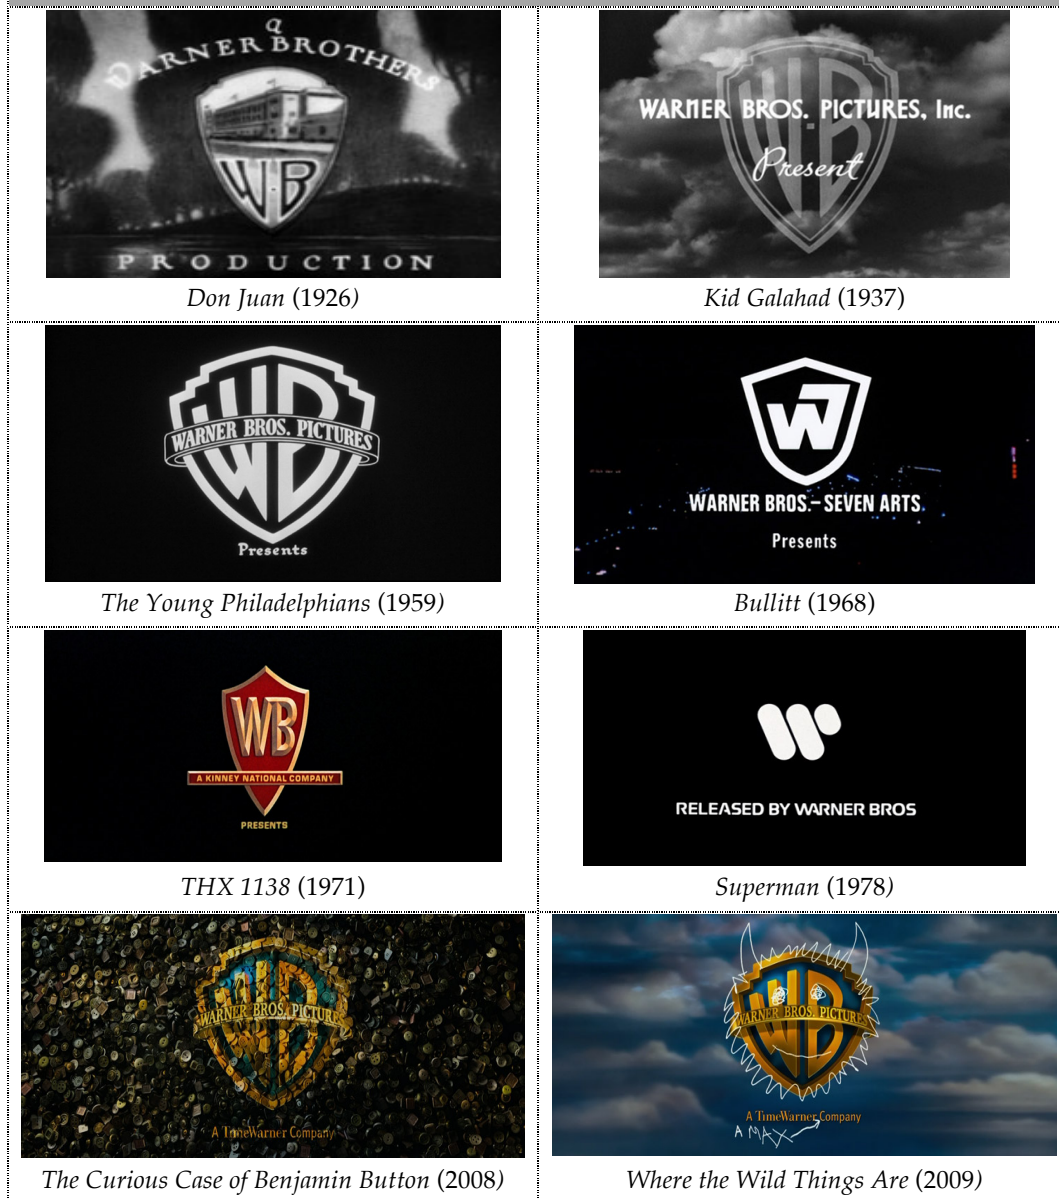 a
WARNER BROTHERS
W·B
PRODUCTION
Don Juan (1926)
W·B
WARNER BROS. PICTURES, Inc.
Present
Kid Galahad (1937)
WB
WARNER BROS. PICTURES
Presents
The Young Philadelphians (1959)
W7
WARNER BROS.–SEVEN ARTS
Presents
Bullitt (1968)
WB
A KINNEY NATIONAL COMPANY
PRESENTS
THX 1138 (1971)
W
RELEASED BY WARNER BROS
Superman (1978)
WB
WARNER BROS. PICTURES
A TimeWarner Company
The Curious Case of Benjamin Button (2008)
WB
WARNER BROS. PICTURES
A TimeWarner Company
A MAX
Where the Wild Things Are (2009)